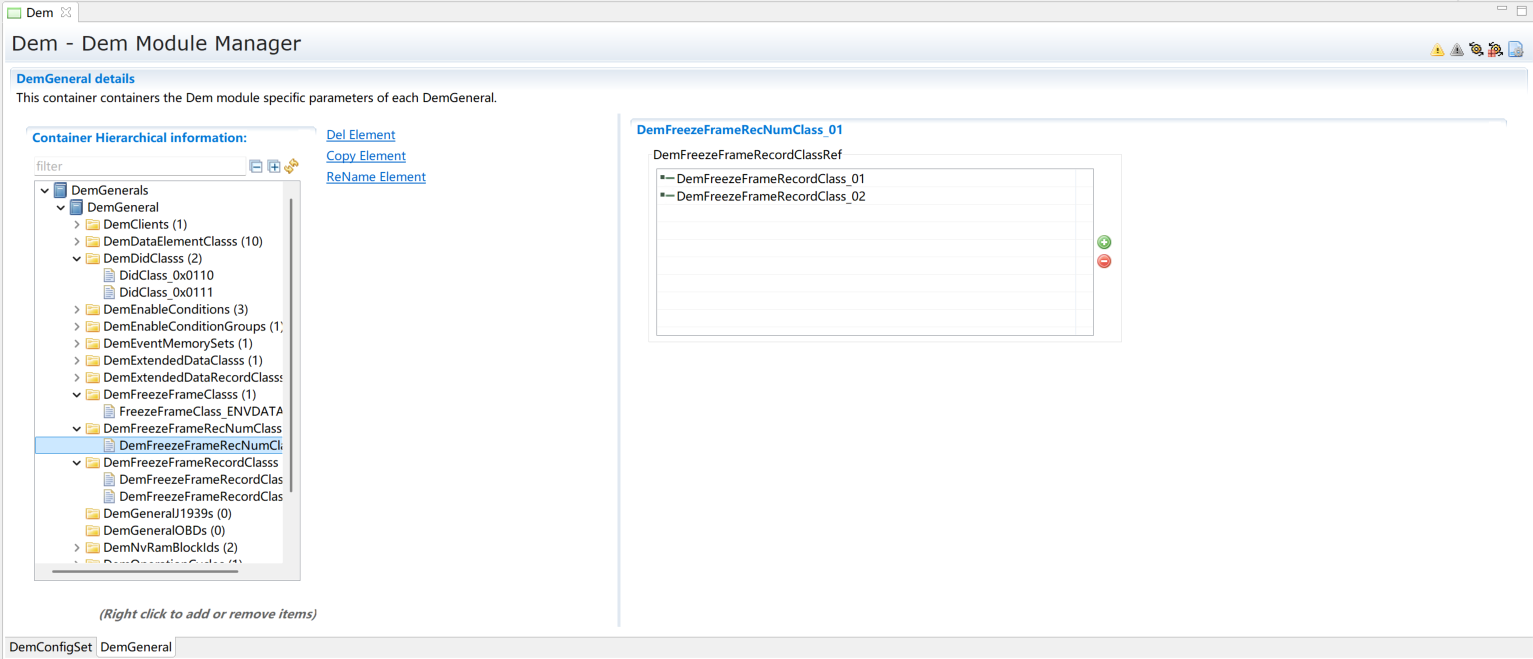 Dem
Dem - Dem Module Manager
DemGeneral details
This container containers the Dem module specific parameters of each DemGeneral.
Container Hierarchical information:
filter
DemGenerals
DemGeneral
DemClients (1)
DemDataElementClasss (10)
DemDidClasss (2)
DidClass_0x0110
DidClass_0x0111
DemEnableConditions (3)
DemEnableConditionGroups (1)
DemEventMemorySets (1)
DemExtendedDataClasss (1)
DemExtendedDataRecordClasss
DemFreezeFrameClasss (1)
FreezeFrameClass_ENVDATA
DemFreezeFrameRecNumClass
DemFreezeFrameRecNumCla
DemFreezeFrameRecordClasss
DemFreezeFrameRecordClas
DemFreezeFrameRecordClas
DemGeneralJ1939s (0)
DemGeneralOBDs (0)
DemNvRamBlockIds (2)
DemOperationCycles (1)
(Right click to add or remove items)
Del Element
Copy Element
ReName Element
DemFreezeFrameRecNumClass_01
DemFreezeFrameRecordClassRef
DemFreezeFrameRecordClass_01
DemFreezeFrameRecordClass_02
DemConfigSet
DemGeneral